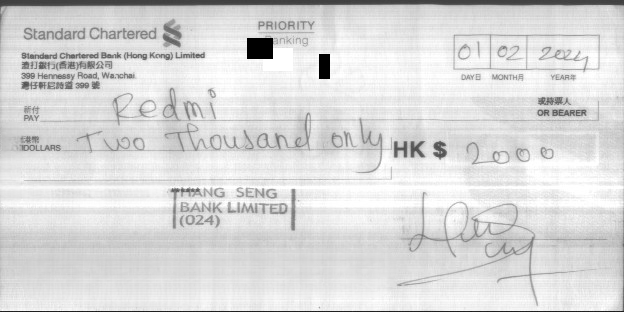 Standard Chartered
PRIORITY
Banking
Standard Chartered Bank (Hong Kong) Limited
渣打銀行(香港)有限公司
399 Hennessy Road, Wanchai
灣仔軒尼詩道 399 號
01 02 2024
DAY日 MONTH月 YEAR年
祈付
PAY Redmi
或持票人
OR BEARER
港幣
DOLLARS Two Thousand only HK $ 2000
HANG SENG
BANK LIMITED
(024)